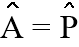 Â = P̂